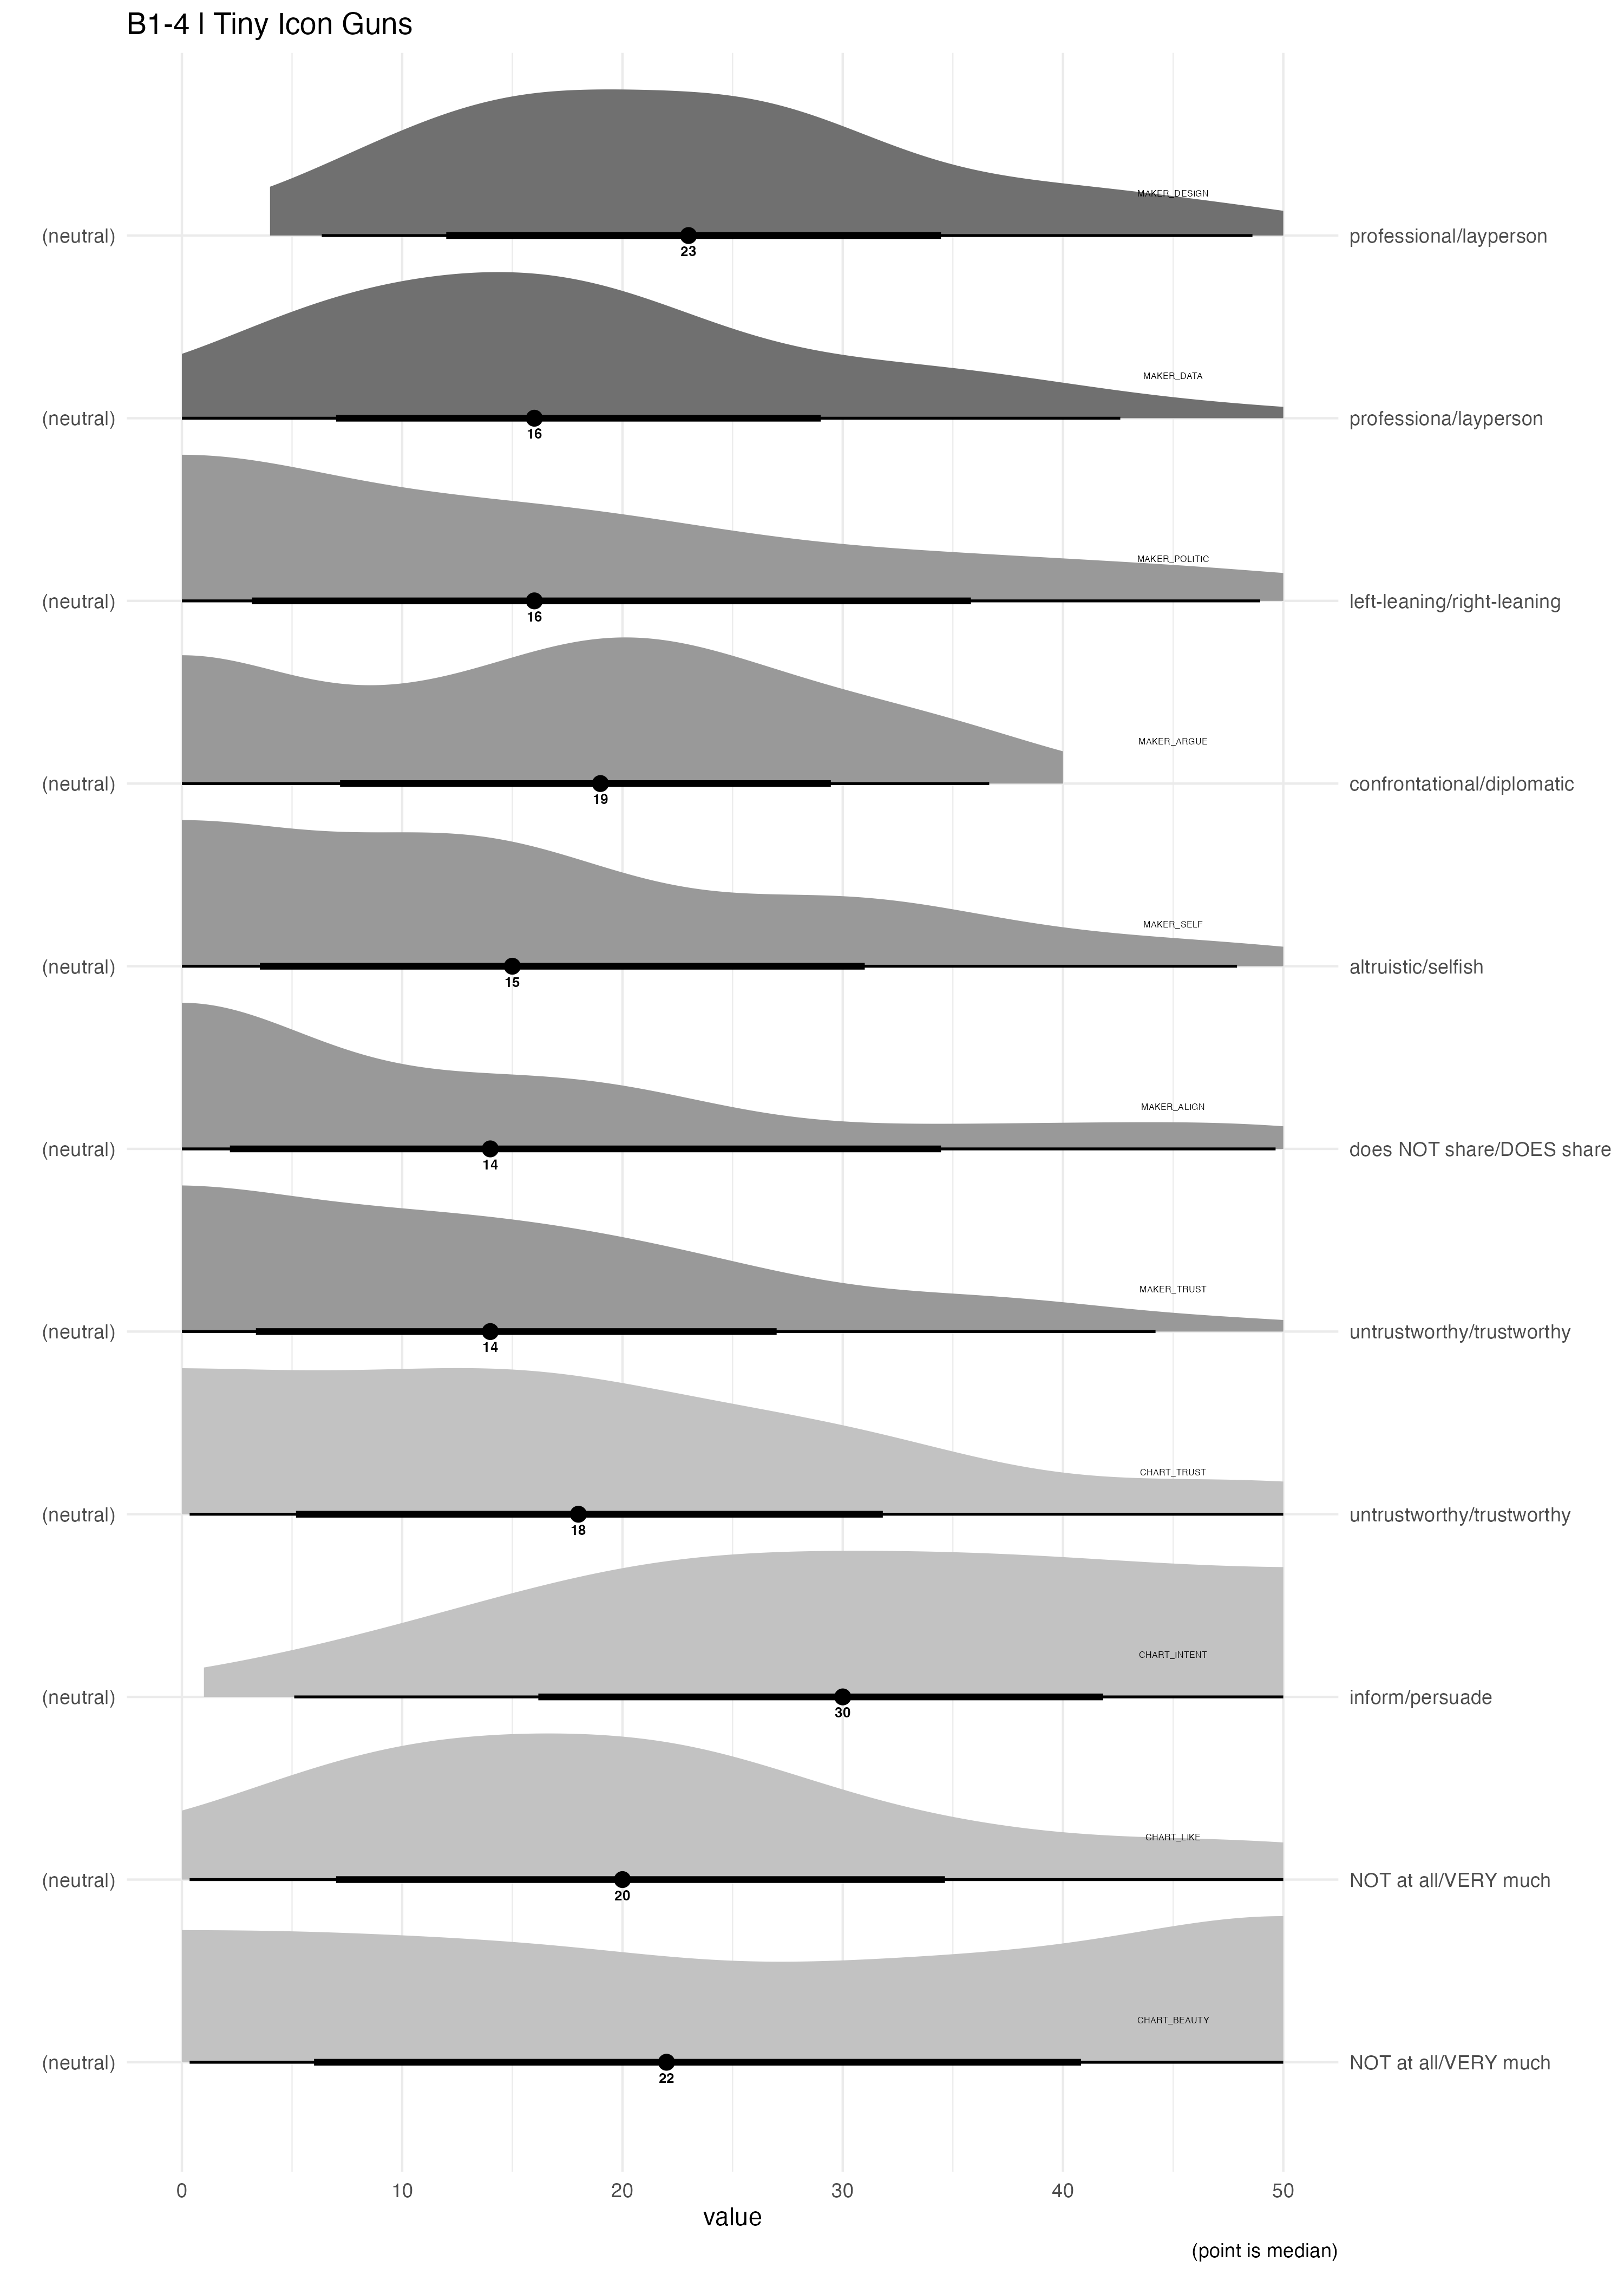 B1-4 | Tiny Icon Guns
MAKER_DESIGN
(neutral) professional/layperson
23
MAKER_DATA
(neutral) professiona/layperson
16
MAKER_POLITIC
(neutral) left-leaning/right-leaning
16
MAKER_ARGUE
(neutral) confrontational/diplomatic
19
MAKER_SELF
(neutral) altruistic/selfish
15
MAKER_ALIGN
(neutral) does NOT share/DOES share
14
MAKER_TRUST
(neutral) untrustworthy/trustworthy
14
CHART_TRUST
(neutral) untrustworthy/trustworthy
18
CHART_INTENT
(neutral) inform/persuade
30
CHART_LIKE
(neutral) NOT at all/VERY much
20
CHART_BEAUTY
(neutral) NOT at all/VERY much
22
0 10 20 30 40 50
value
(point is median)